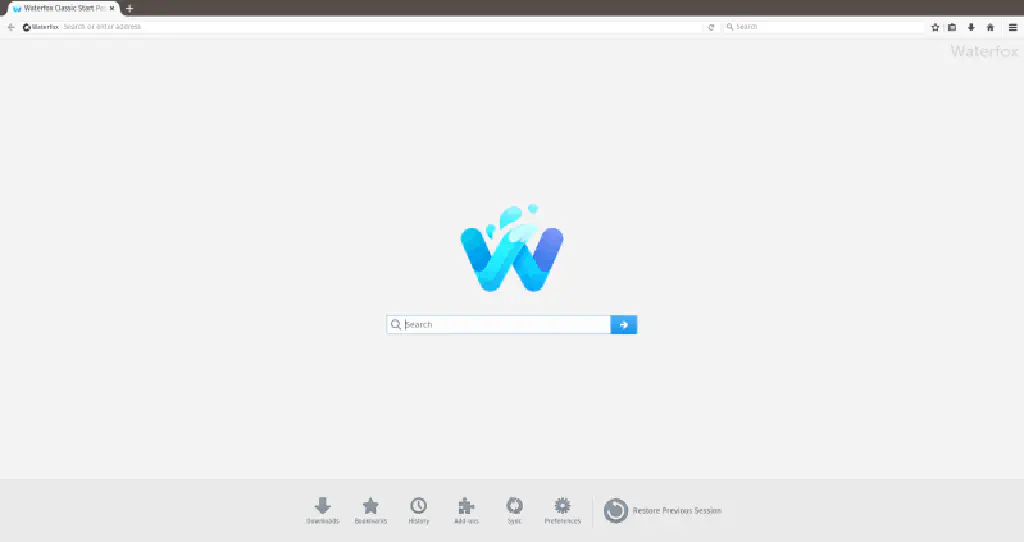 Waterfox Classic Start Pa
Waterfox Search or enter address
Search
Waterfox
Search
Downloads
Bookmarks
History
Add-ons
Sync
Preferences
Restore Previous Session